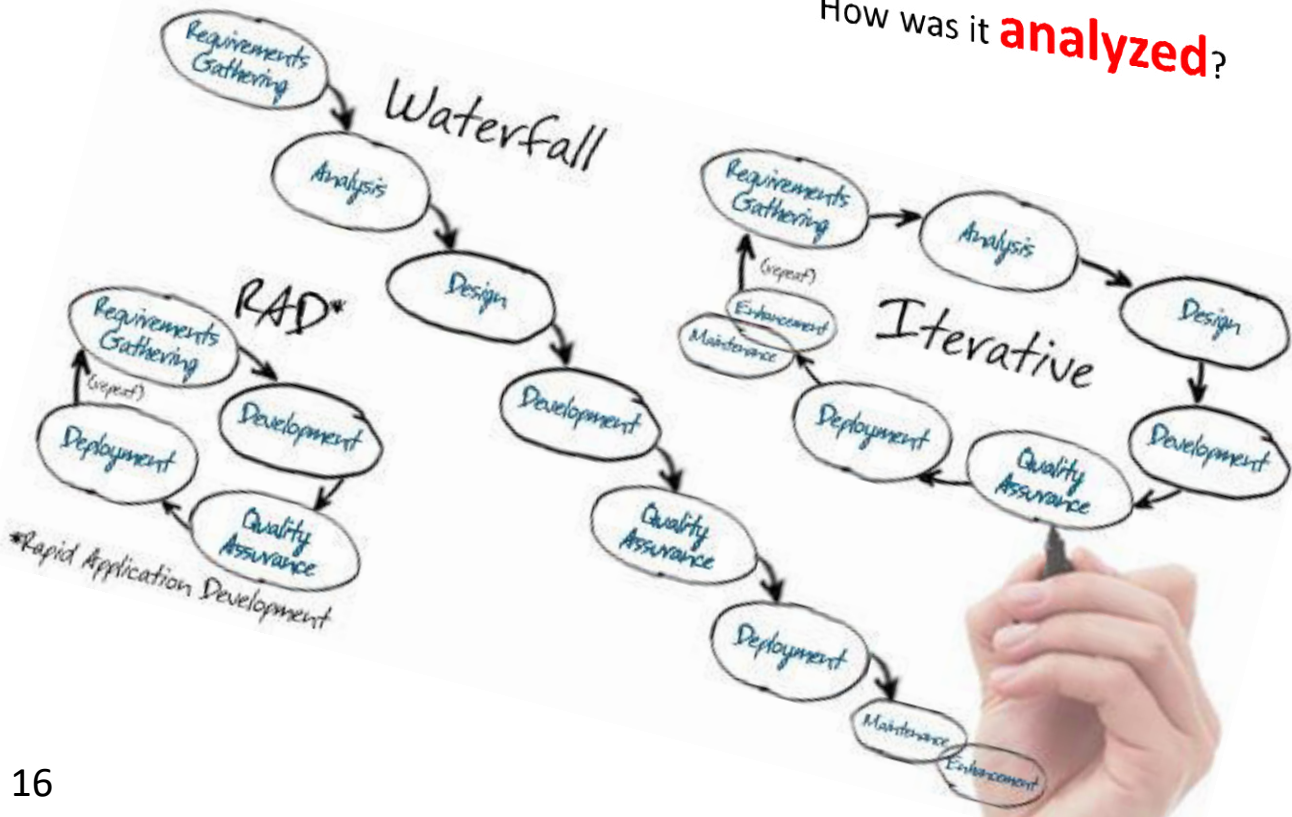 How was it analyzed?
Waterfall
Requirements
Gathering
Analysis
Design
Development
Quality
Assurance
Deployment
Maintenance
Enhancement
RAD*
Requirements
Gathering
Development
Quality
Assurance
Deployment
(repeat)
*Rapid Application Development
Iterative
Requirements
Gathering
Analysis
Design
Development
Quality
Assurance
Deployment
Maintenance
Enhancement
(repeat)
16